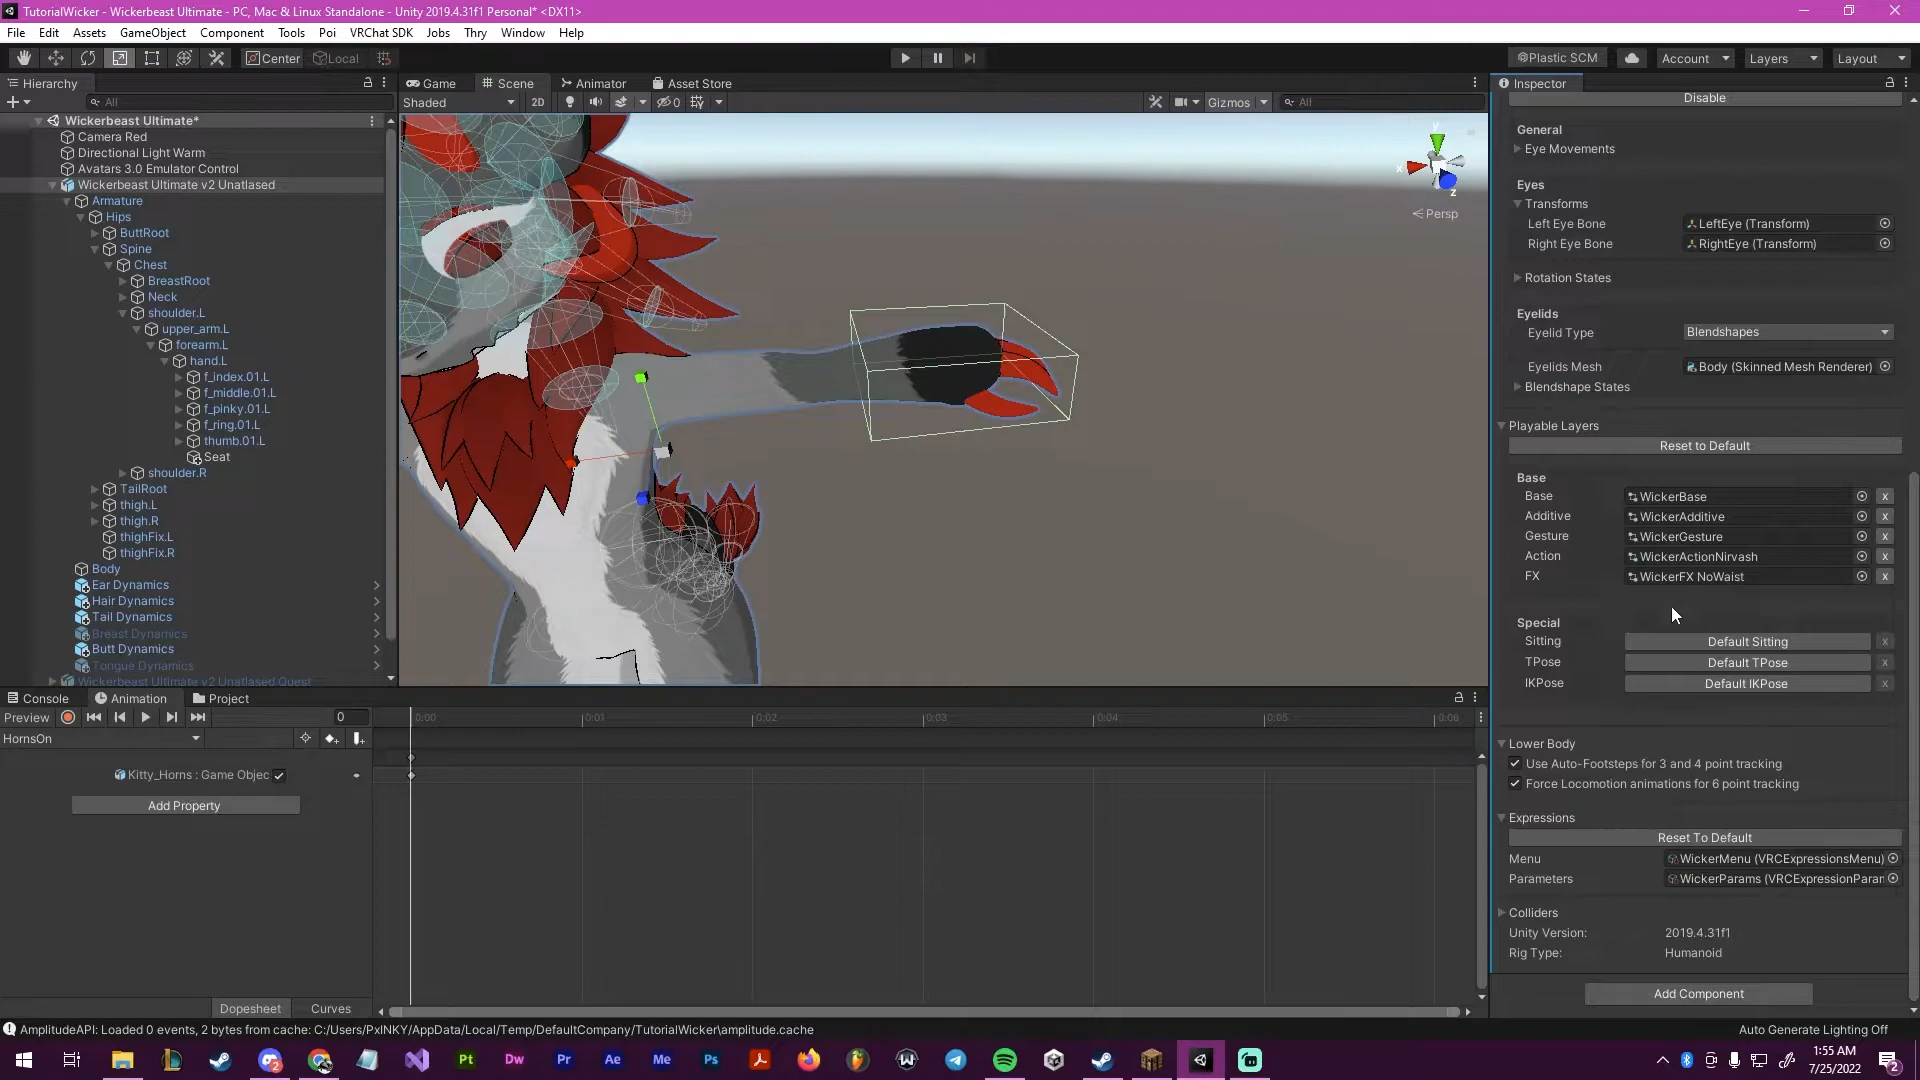 TutorialWicker - Wickerbeast Ultimate - PC, Mac & Linux Standalone - Unity 2019.4.31f1 Personal* <DX11>
File Edit Assets GameObject Component Tools Poi VRChat SDK Jobs Thry Window Help
Center Local
Plastic SCM Account Layers Layout
Hierarchy
All
Wickerbeast Ultimate*
Camera Red
Directional Light Warm
Avatars 3.0 Emulator Control
Wickerbeast Ultimate v2 Unatlased
Armature
Hips
ButtRoot
Spine
Chest
BreastRoot
Neck
shoulder.L
upper_arm.L
forearm.L
hand.L
f_index.01.L
f_middle.01.L
f_pinky.01.L
f_ring.01.L
thumb.01.L
Seat
shoulder.R
TailRoot
thigh.L
thigh.R
thighFix.L
thighFix.R
Body
Ear Dynamics
Hair Dynamics
Tail Dynamics
Breast Dynamics
Butt Dynamics
Tongue Dynamics
Wickerbeast Ultimate v2 Unatlased Quest
Game Scene Animator Asset Store
Shaded 2D 0 Gizmos All
y
x
z
Persp
Inspector
Disable
General
Eye Movements
Eyes
Transforms
Left Eye Bone LeftEye (Transform)
Right Eye Bone RightEye (Transform)
Rotation States
Eyelids
Eyelid Type Blendshapes
Eyelids Mesh Body (Skinned Mesh Renderer)
Blendshape States
Playable Layers
Reset to Default
Base
Base WickerBase x
Additive WickerAdditive x
Gesture WickerGesture x
Action WickerActionNirvash x
FX WickerFX NoWaist x
Special
Sitting Default Sitting x
TPose Default TPose x
IKPose Default IKPose x
Lower Body
Use Auto-Footsteps for 3 and 4 point tracking
Force Locomotion animations for 6 point tracking
Expressions
Reset To Default
Menu WickerMenu (VRCExpressionsMenu)
Parameters WickerParams (VRCExpressionParar
Colliders
Unity Version: 2019.4.31f1
Rig Type: Humanoid
Add Component
Console Animation Project
Preview 0
0:00 0:01 0:02 0:03 0:04 0:05 0:06
HornsOn
Kitty_Horns : Game Objec
Add Property
Dopesheet Curves
AmplitudeAPI: Loaded 0 events, 2 bytes from cache: C:/Users/PxINKY/AppData/Local/Temp/DefaultCompany/TutorialWicker\amplitude.cache
Auto Generate Lighting Off
2 Pt Dw Pr Ae Me Ps
1:55 AM
7/25/2022
2